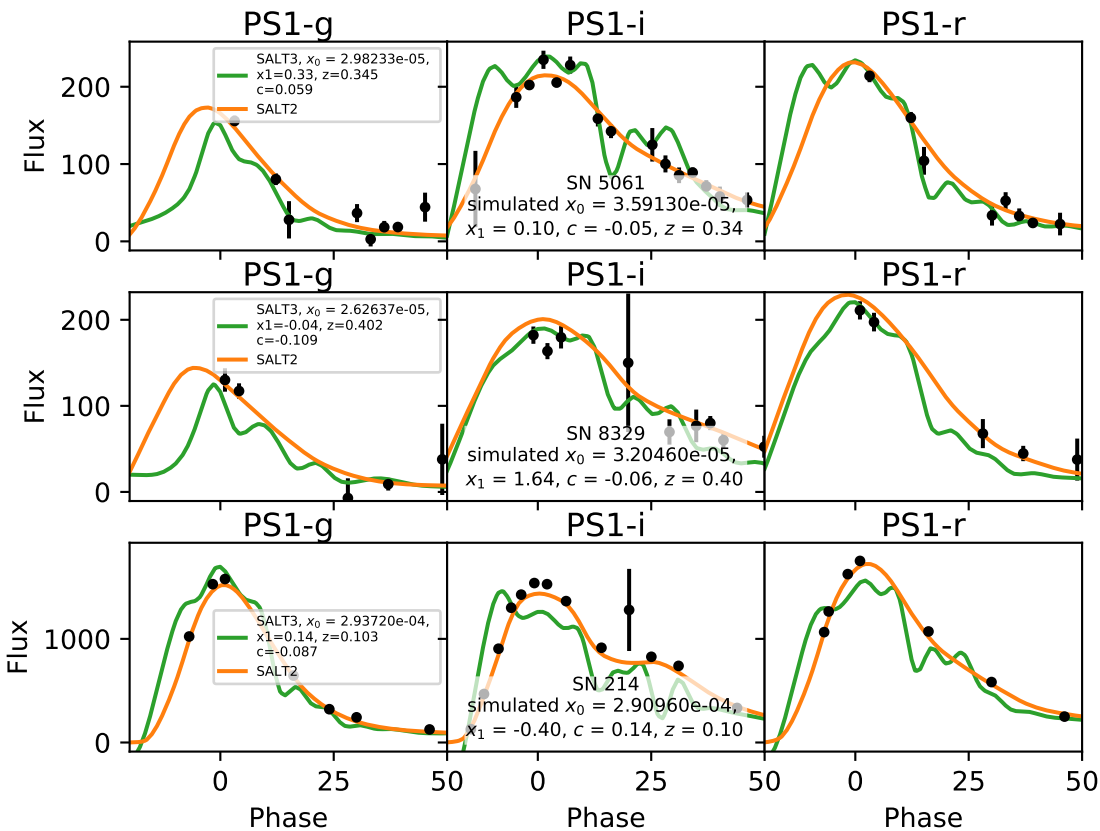 PS1-g PS1-i PS1-r
Flux
200
100
0
SALT3, x₀ = 2.98233e-05,
x1=0.33, z=0.345
c=0.059
SALT2
SN 5061
simulated x₀ = 3.59130e-05,
x₁ = 0.10, c = -0.05, z = 0.34
PS1-g PS1-i PS1-r
Flux
200
100
0
SALT3, x₀ = 2.62637e-05,
x1=-0.04, z=0.402
c=-0.109
SALT2
SN 8329
simulated x₀ = 3.20460e-05,
x₁ = 1.64, c = -0.06, z = 0.40
PS1-g PS1-i PS1-r
Flux
1000
0
SALT3, x₀ = 2.93720e-04,
x1=0.14, z=0.103
c=-0.087
SALT2
SN 214
simulated x₀ = 2.90960e-04,
x₁ = -0.40, c = 0.14, z = 0.10
0 25 50 0 25 50 0 25 50
Phase Phase Phase